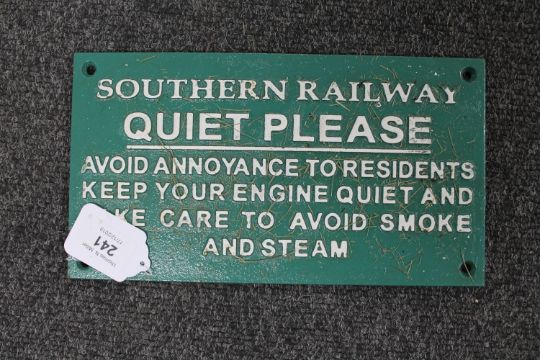 SOUTHERN RAILWAY
QUIET PLEASE
AVOID ANNOYANCE TO RESIDENTS
KEEP YOUR ENGINE QUIET AND
KE CARE TO AVOID SMOKE
AND STEAM
241